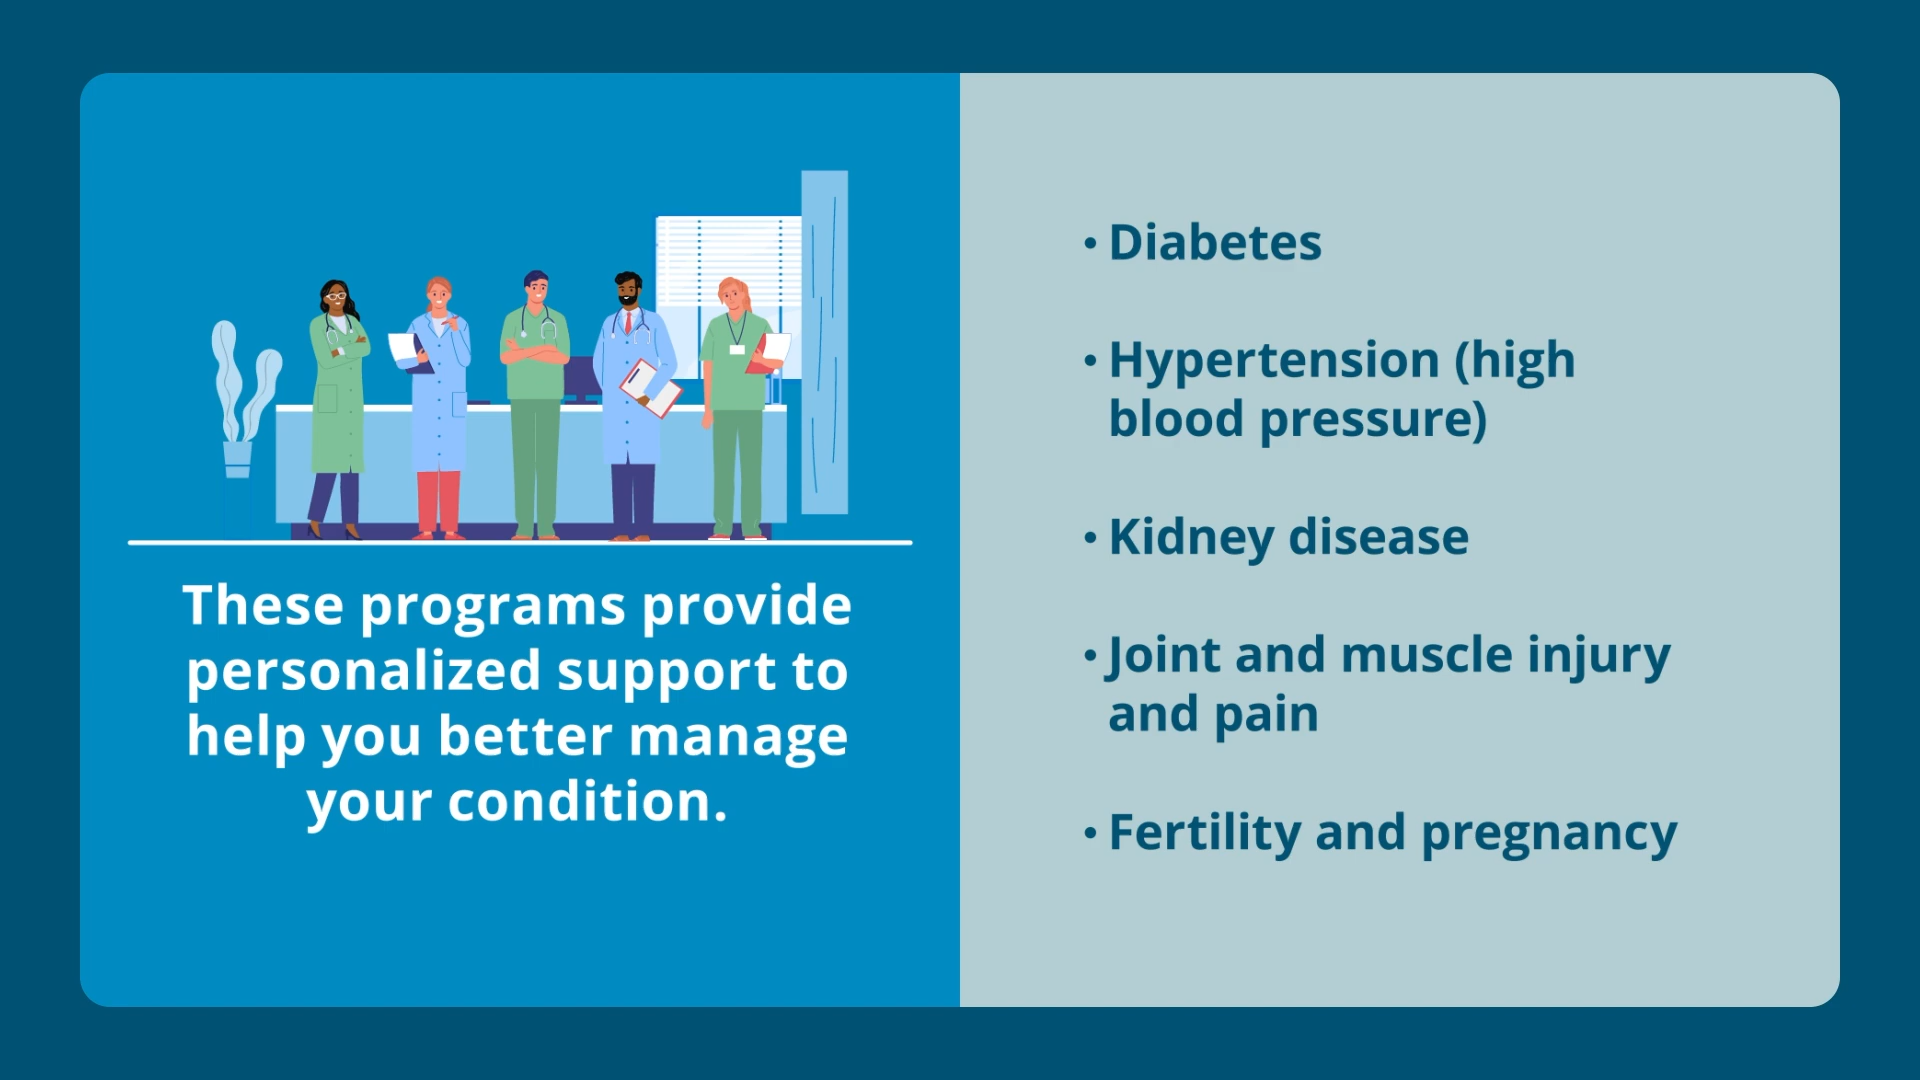 These programs provide
personalized support to
help you better manage
your condition.
• Diabetes
• Hypertension (high
blood pressure)
• Kidney disease
• Joint and muscle injury
and pain
• Fertility and pregnancy